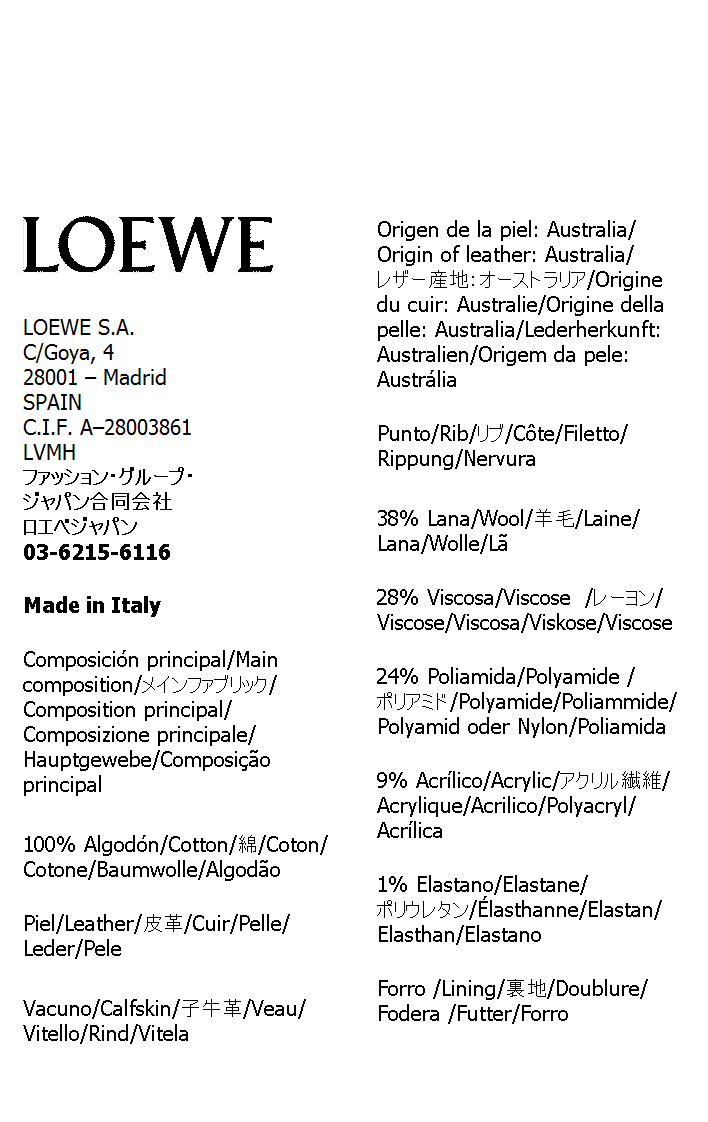 LOEWE
LOEWE S.A.
C/Goya, 4
28001 – Madrid
SPAIN
C.I.F. A–28003861
LVMH
ファッション・グループ・
ジャパン合同会社
ロエベジャパン
03-6215-6116
Made in Italy
Composición principal/Main
composition/メインファブリック/
Composition principal/
Composizione principale/
Hauptgewebe/Composição
principal
100% Algodón/Cotton/綿/Coton/
Cotone/Baumwolle/Algodão
Piel/Leather/皮革/Cuir/Pelle/
Leder/Pele
Vacuno/Calfskin/子牛革/Veau/
Vitello/Rind/Vitela
Origen de la piel: Australia/
Origin of leather: Australia/
レザー産地：オーストラリア/Origine
du cuir: Australie/Origine della
pelle: Australia/Lederherkunft:
Australien/Origem da pele:
Austrália
Punto/Rib/リブ/Côte/Filetto/
Rippung/Nervura
38% Lana/Wool/羊毛/Laine/
Lana/Wolle/Lã
28% Viscosa/Viscose  /レーヨン/
Viscose/Viscosa/Viskose/Viscose
24% Poliamida/Polyamide /
ポリアミド/Polyamide/Poliammide/
Polyamid oder Nylon/Poliamida
9% Acrílico/Acrylic/アクリル繊維/
Acrylique/Acrilico/Polyacryl/
Acrílica
1% Elastano/Elastane/
ポリウレタン/Élasthanne/Elastan/
Elasthan/Elastano
Forro /Lining/裏地/Doublure/
Fodera /Futter/Forro